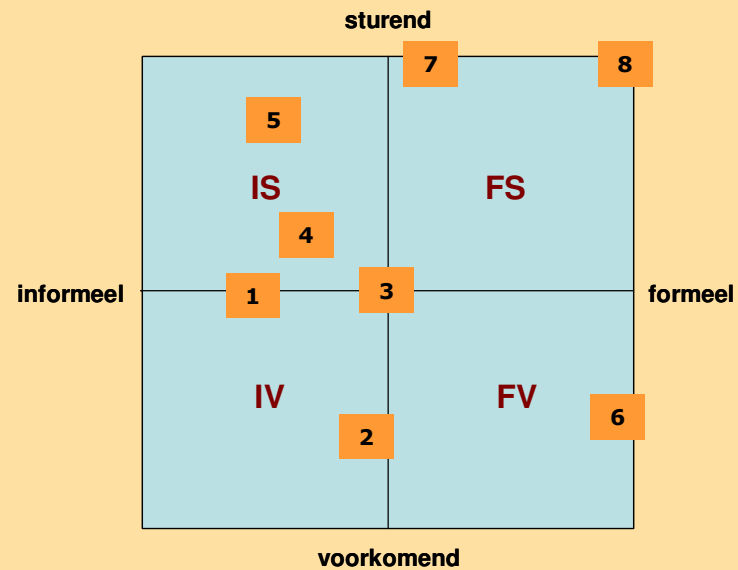 sturend
7 8
5
IS FS
4
informeel 1 3 formeel
IV FV
6
2
voorkomend